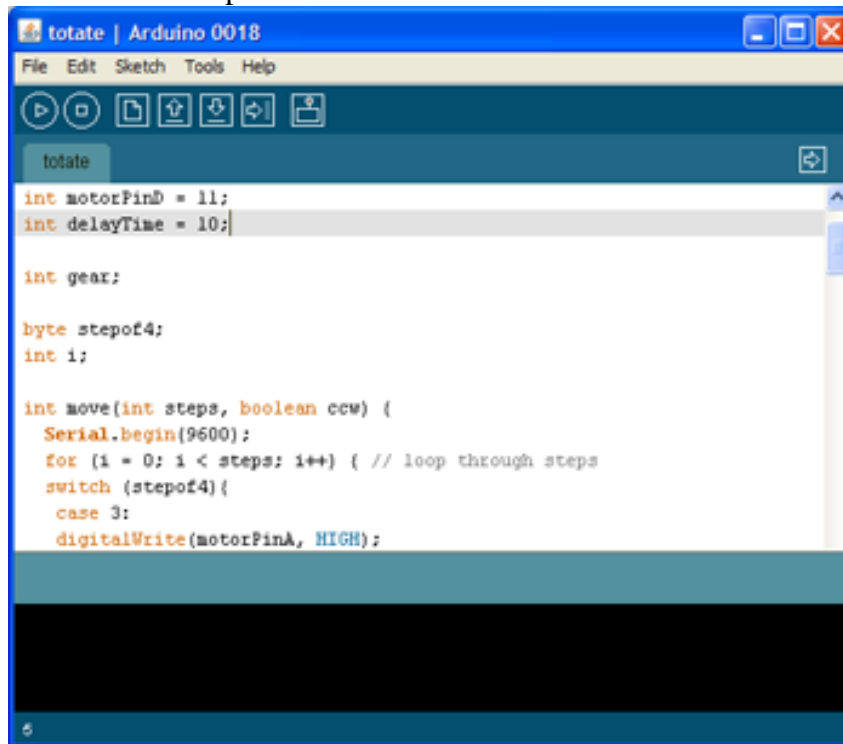 totate | Arduino 0018
File Edit Sketch Tools Help
totate
int motorPinD = 11;
int delayTime = 10;
int gear;
byte stepof4;
int i;
int move(int steps, boolean ccw) {
Serial.begin(9600);
for (i = 0; i < steps; i++) { // loop through steps
switch (stepof4){
case 3:
digitalWrite(motorPinA, HIGH);